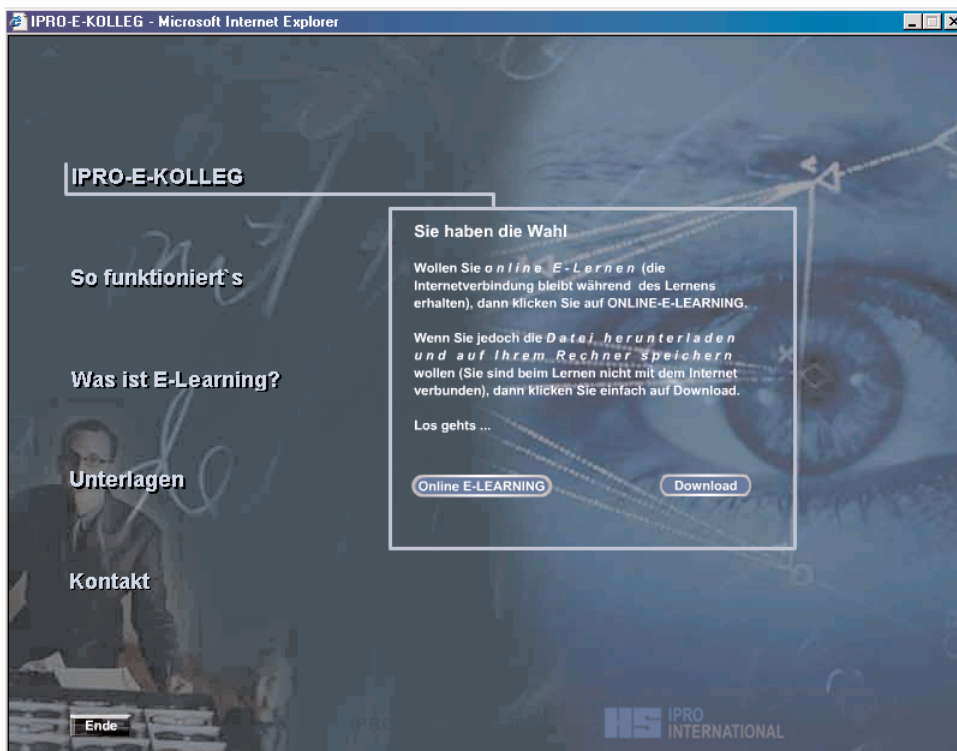 IPRO-E-KOLLEG - Microsoft Internet Explorer
IPRO-E-KOLLEG
So funktioniert`s
Was ist E-Learning?
Unterlagen
Kontakt
Ende
Sie haben die Wahl
Wollen Sie online E-Lernen (die
Internetverbindung bleibt während des Lernens
erhalten), dann klicken Sie auf ONLINE-E-LEARNING.
Wenn Sie jedoch die Datei herunterladen
und auf Ihrem Rechner speichern
wollen (Sie sind beim Lernen nicht mit dem Internet
verbunden), dann klicken Sie einfach auf Download.
Los gehts ...
Online E-LEARNING
Download
HS IPRO
INTERNATIONAL